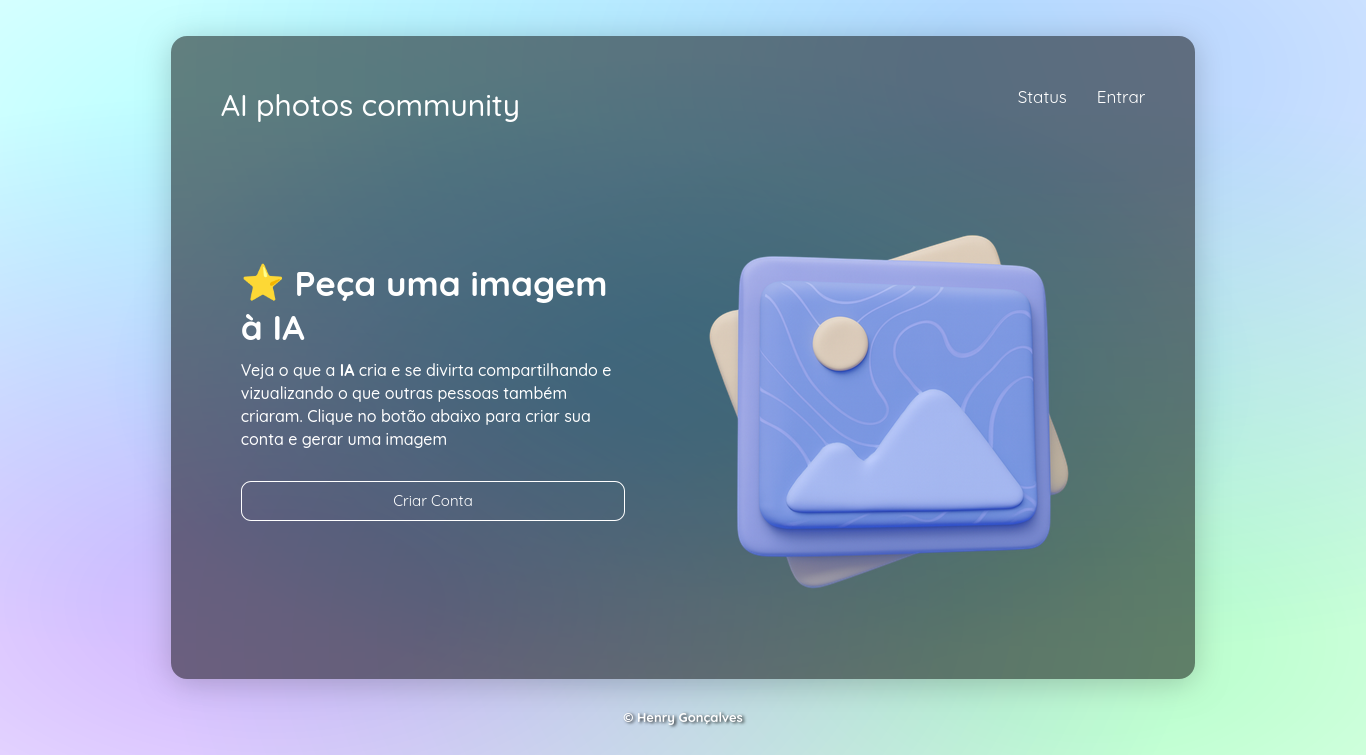 AI photos community
Status Entrar
⭐ Peça uma imagem
à IA
Veja o que a IA cria e se divirta compartilhando e
vizualizando o que outras pessoas também
criaram. Clique no botão abaixo para criar sua
conta e gerar uma imagem
Criar Conta
© Henry Gonçalves